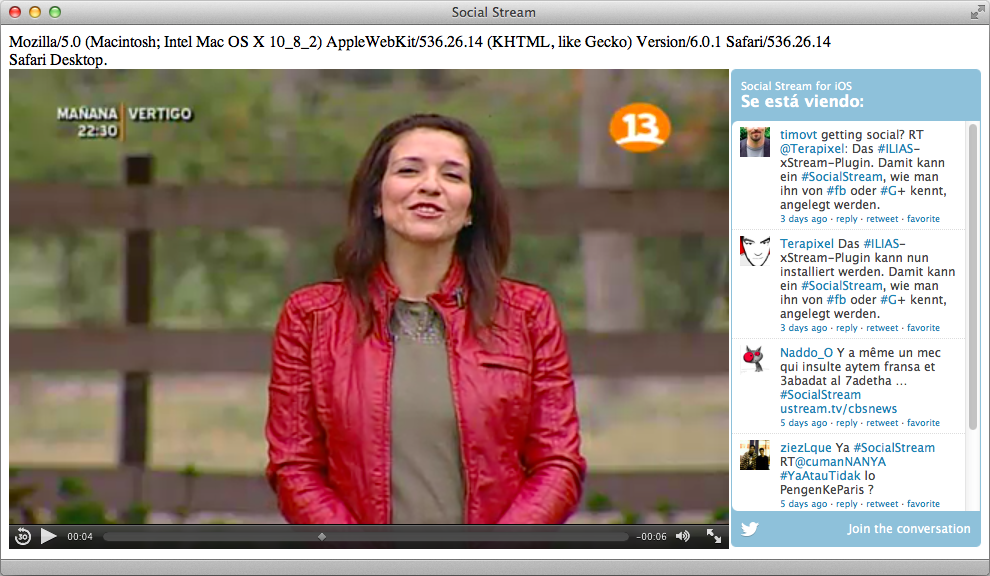 Social Stream
Mozilla/5.0 (Macintosh; Intel Mac OS X 10_8_2) AppleWebKit/536.26.14 (KHTML, like Gecko) Version/6.0.1 Safari/536.26.14
Safari Desktop.
MAÑANA VERTIGO
22:30
13
30
00:04
-00:06
Social Stream for iOS
Se está viendo:
timovt getting social? RT
@Terapixel: Das #ILIAS-
xStream-Plugin. Damit kann
ein #SocialStream, wie man
ihn von #fb oder #G+ kennt,
angelegt werden.
3 days ago · reply · retweet · favorite
Terapixel Das #ILIAS-
xStream-Plugin kann nun
installiert werden. Damit kann
ein #SocialStream, wie man
ihn von #fb oder #G+ kennt,
angelegt werden.
3 days ago · reply · retweet · favorite
Naddo_O Y a même un mec
qui insulte aytem fransa et
3abadat al 7adetha ...
#SocialStream
ustream.tv/cbsnews
5 days ago · reply · retweet · favorite
ziezLque Ya #SocialStream
RT@cumanNANYA
#YaAtauTidak lo
PengenKeParis ?
5 days ago · reply · retweet · favorite
Join the conversation